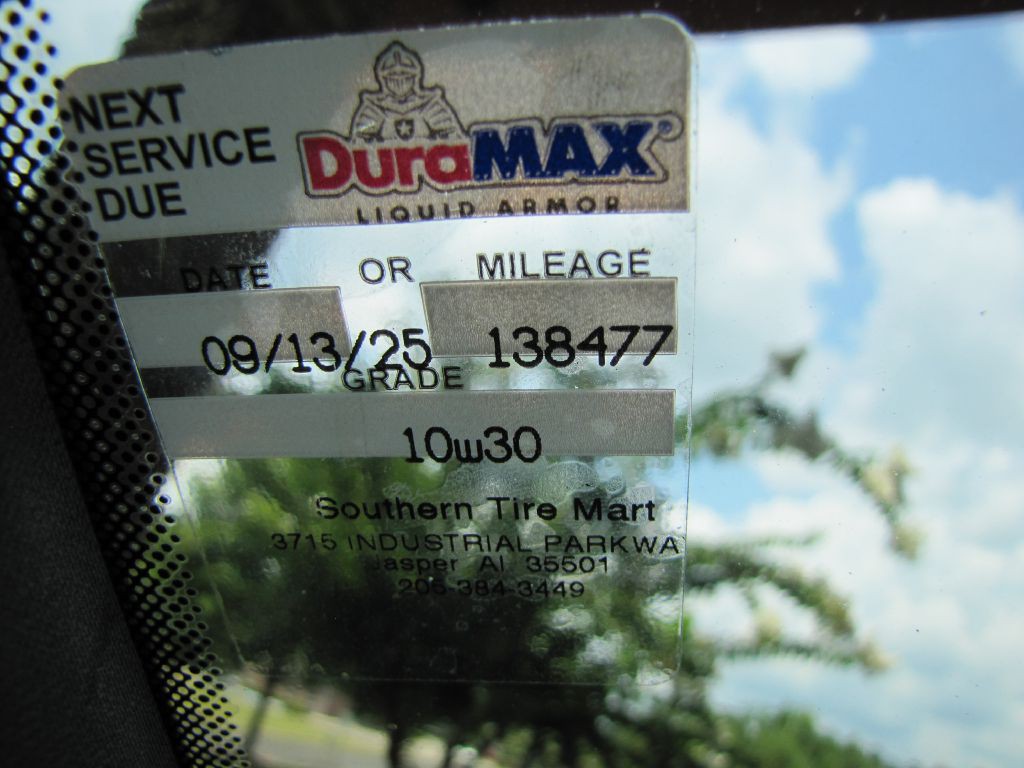 NEXT
SERVICE
DUE
DuraMAX®
LIQUID ARMOR
DATE OR MILEAGE
09/13/25 138477
GRADE
10w30
Southern Tire Mart
3715 INDUSTRIAL PARKWA
Jasper Al 35501
205-384-3449